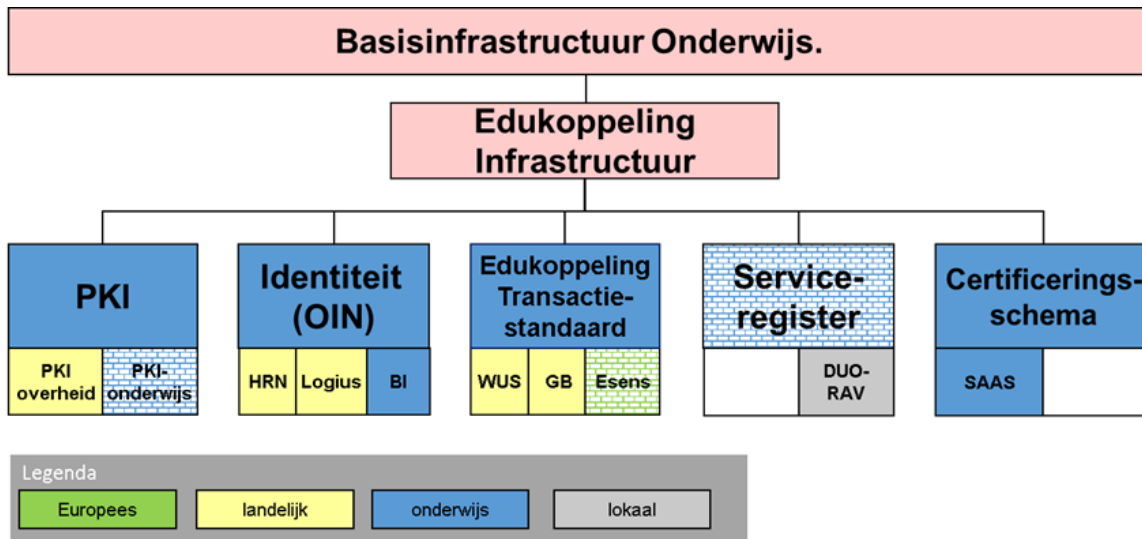 Basisinfrastructuur Onderwijs.
Edukoppeling
Infrastructuur
PKI
Identiteit
(OIN)
Edukoppeling
Transactie-
standaard
Service-
register
Certificerings-
schema
PKI
overheid
PKI-
onderwijs
HRN
Logius
BI
WUS
GB
Esens
DUO-
RAV
SAAS
Legenda
Europees
landelijk
onderwijs
lokaal